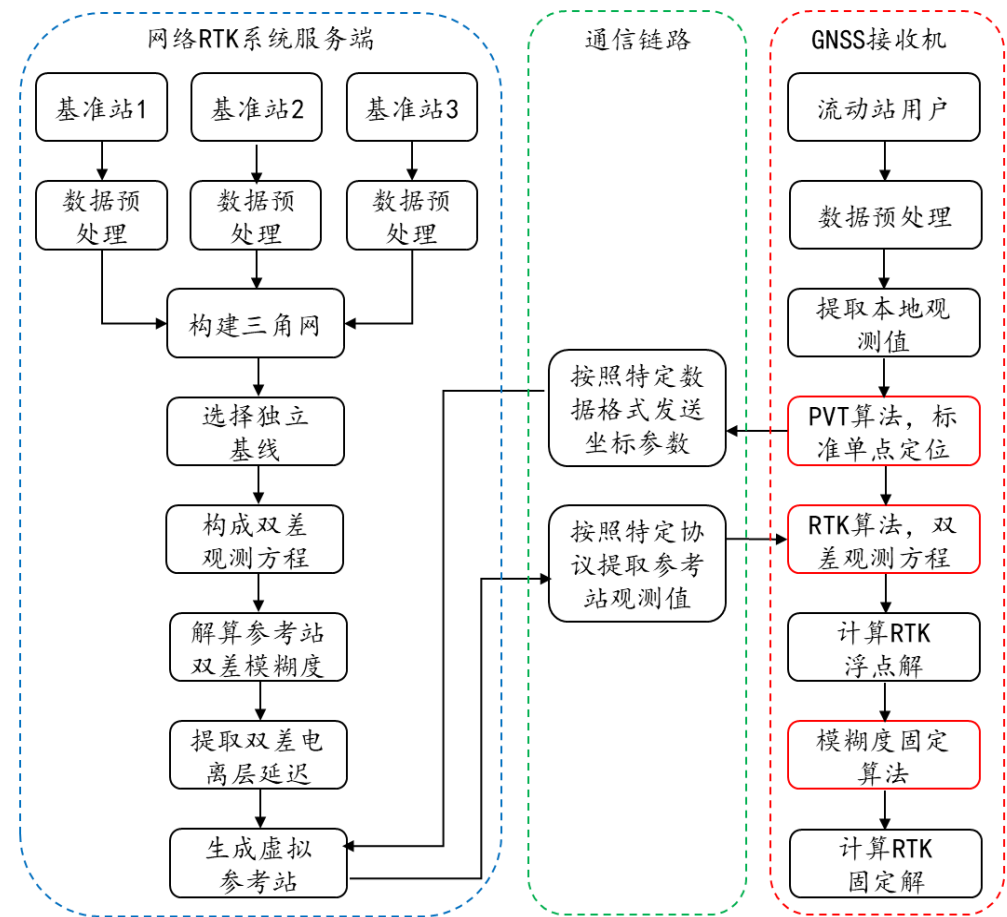 网络RTK系统服务端
基准站1
基准站2
基准站3
数据预
处理
数据预
处理
数据预
处理
构建三角网
选择独立
基线
构成双差
观测方程
解算参考站
双差模糊度
提取双差电
离层延迟
生成虚拟
参考站
通信链路
按照特定数
据格式发送
坐标参数
按照特定协
议提取参考
站观测值
GNSS接收机
流动站用户
数据预处理
提取本地观
测值
PVT算法，标
准单点定位
RTK算法，双
差观测方程
计算RTK
浮点解
模糊度固定
算法
计算RTK
固定解